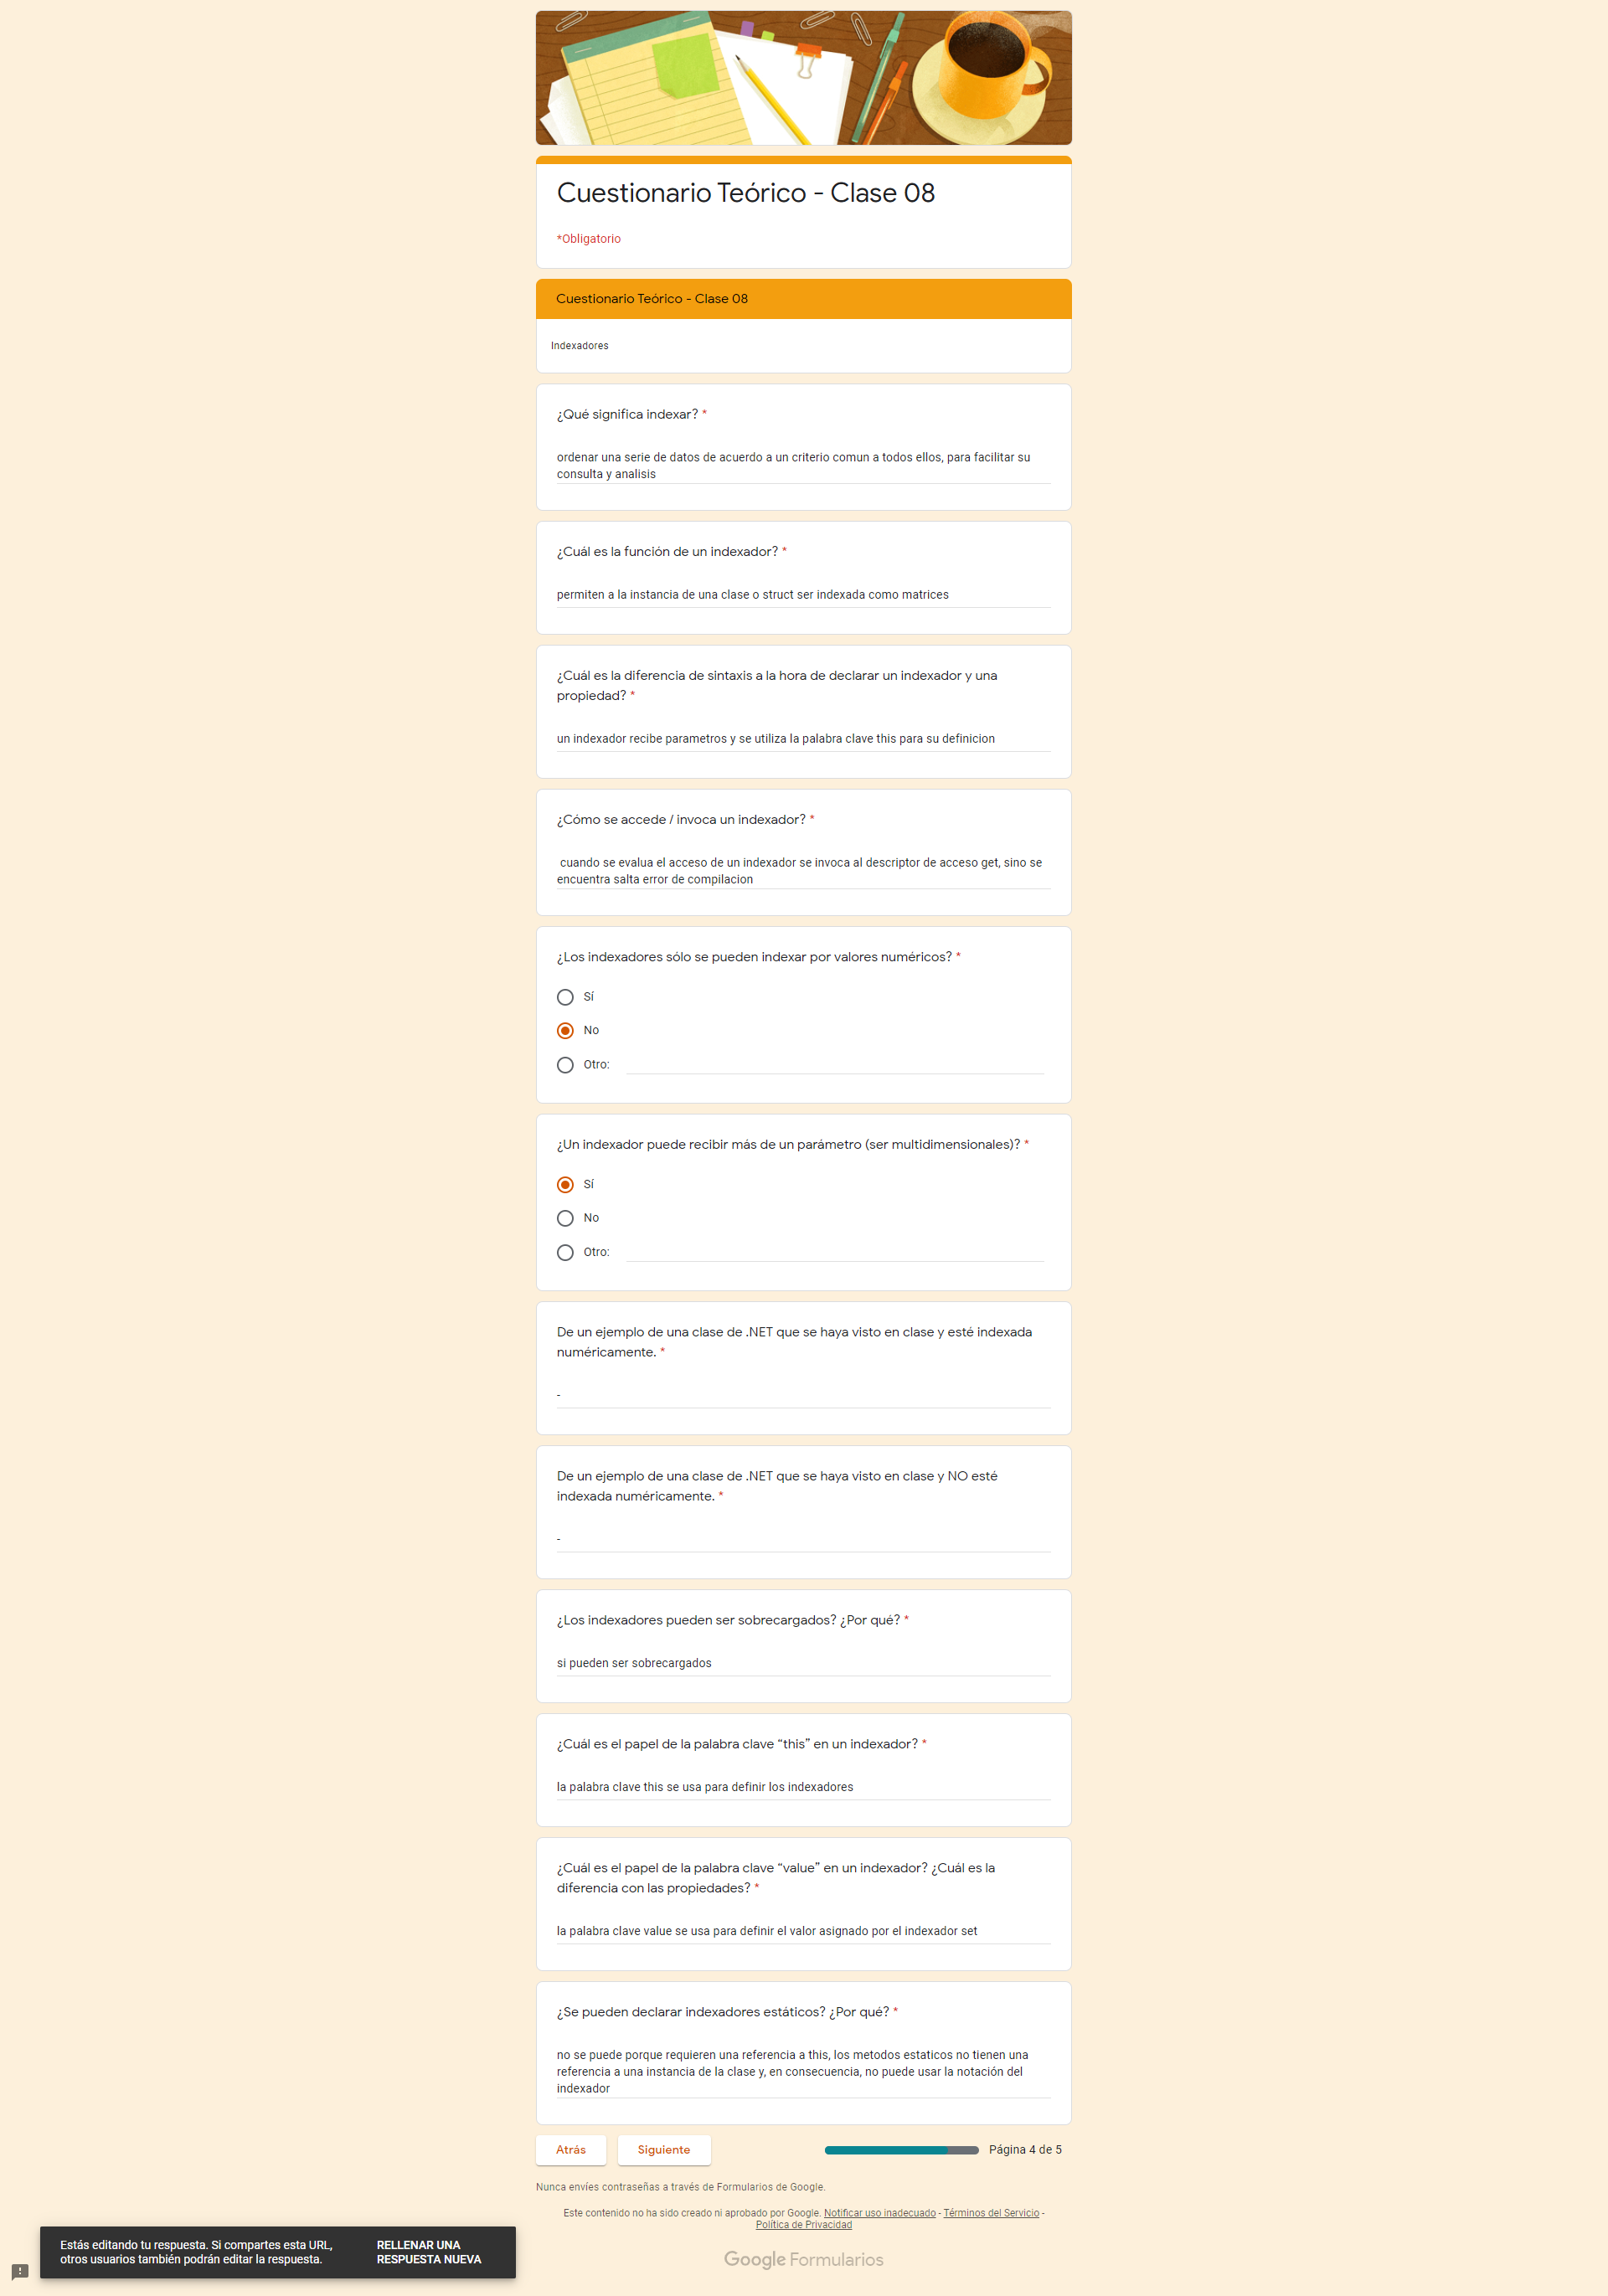 Cuestionario Teórico - Clase 08
*Obligatorio
Cuestionario Teórico - Clase 08
Indexadores
¿Qué significa indexar? *
ordenar una serie de datos de acuerdo a un criterio comun a todos ellos, para facilitar su
consulta y analisis
¿Cuál es la función de un indexador? *
permiten a la instancia de una clase o struct ser indexada como matrices
¿Cuál es la diferencia de sintaxis a la hora de declarar un indexador y una
propiedad? *
un indexador recibe parametros y se utiliza la palabra clave this para su definicion
¿Cómo se accede / invoca un indexador? *
cuando se evalua el acceso de un indexador se invoca al descriptor de acceso get, sino se
encuentra salta error de compilacion
¿Los indexadores sólo se pueden indexar por valores numéricos? *
Sí
No
Otro:
¿Un indexador puede recibir más de un parámetro (ser multidimensionales)? *
Sí
No
Otro:
De un ejemplo de una clase de .NET que se haya visto en clase y esté indexada
numéricamente. *
-
De un ejemplo de una clase de .NET que se haya visto en clase y NO esté
indexada numéricamente. *
-
¿Los indexadores pueden ser sobrecargados? ¿Por qué? *
si pueden ser sobrecargados
¿Cuál es el papel de la palabra clave “this” en un indexador? *
la palabra clave this se usa para definir los indexadores
¿Cuál es el papel de la palabra clave “value” en un indexador? ¿Cuál es la
diferencia con las propiedades? *
la palabra clave value se usa para definir el valor asignado por el indexador set
¿Se pueden declarar indexadores estáticos? ¿Por qué? *
no se puede porque requieren una referencia a this, los metodos estaticos no tienen una
referencia a una instancia de la clase y, en consecuencia, no puede usar la notación del
indexador
Atrás
Siguiente
Página 4 de 5
Nunca envíes contraseñas a través de Formularios de Google.
Este contenido no ha sido creado ni aprobado por Google. Notificar uso inadecuado - Términos del Servicio -
Política de Privacidad
Google Formularios
Estás editando tu respuesta. Si compartes esta URL,
otros usuarios también podrán editar la respuesta.
RELLENAR UNA
RESPUESTA NUEVA